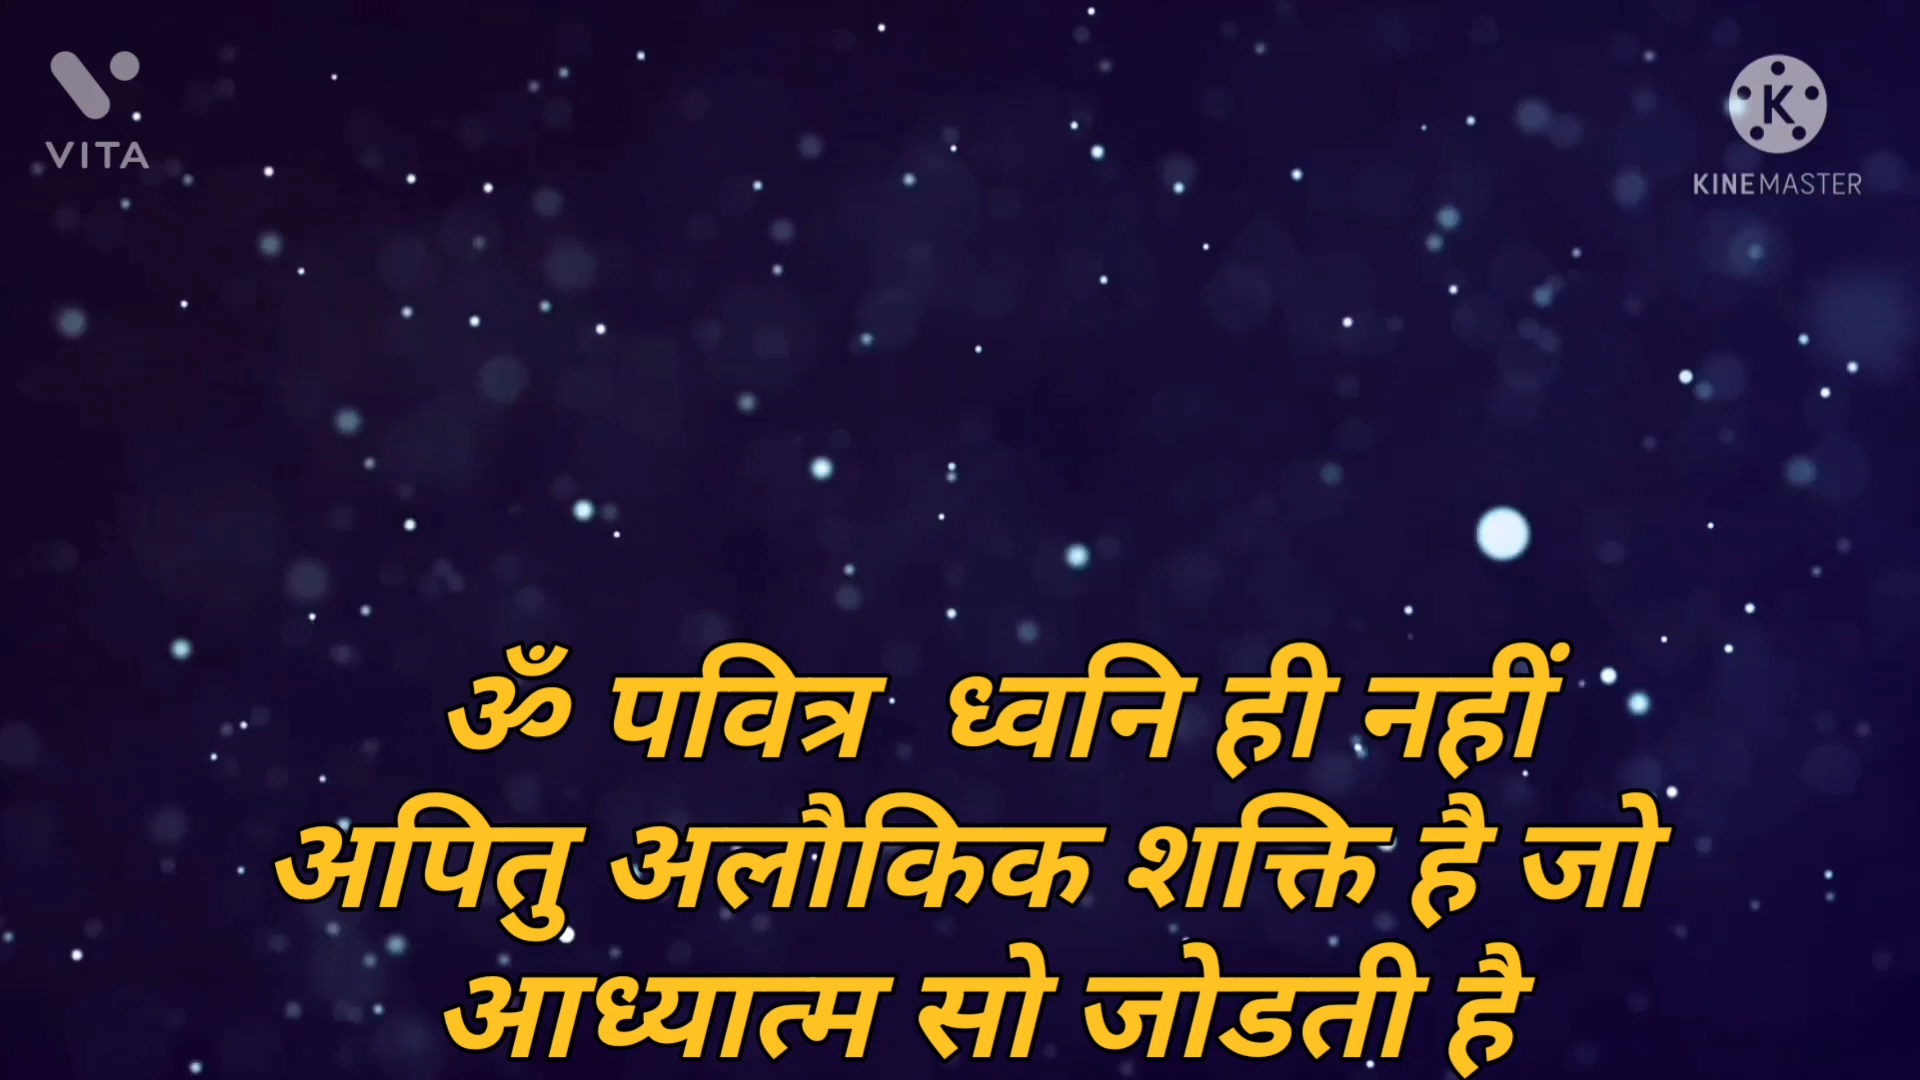 VITA
KINEMASTER
ॐ पवित्र ध्वनि ही नहीं
अपितु अलौकिक शक्ति है जो
आध्यात्म सो जोडती है